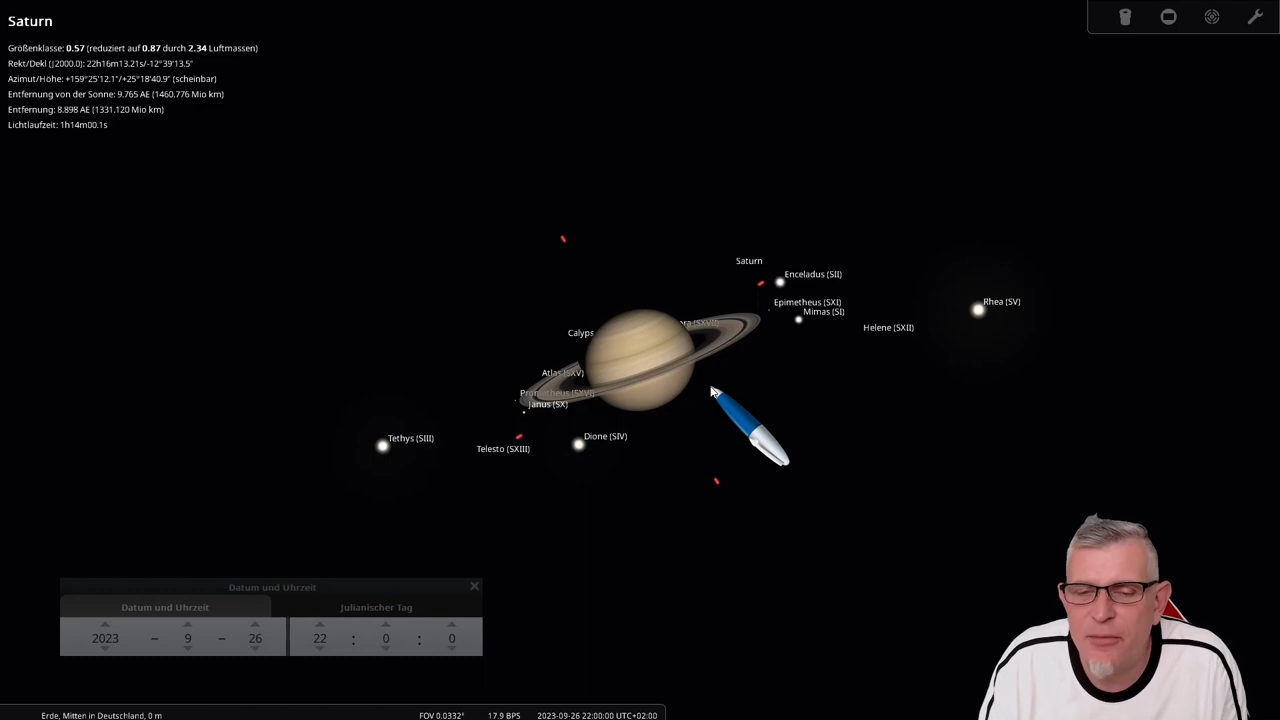 Saturn
Größenklasse: 0.57 (reduziert auf 0.87 durch 2.34 Luftmassen)
Rekt/Dekl (J2000.0): 22h16m13.21s/-12°39'13.5"
Azimut/Höhe: +159°25'12.1"/+25°18'40.9" (scheinbar)
Entfernung von der Sonne: 9.765 AE (1460.776 Mio km)
Entfernung: 8.898 AE (1331.120 Mio km)
Lichtlaufzeit: 1h14m00.1s
Saturn
Enceladus (SII)
Epimetheus (SXI)
Rhea (SV)
Mimas (SI)
Helene (SXII)
Calyps
Atlas (SXV)
Prometheus (SXVI)
Janus (SX)
Tethys (SIII)
Dione (SIV)
Telesto (SXIII)
Datum und Uhrzeit
Datum und Uhrzeit Julianischer Tag
2023 – 9 – 26 22 : 0 : 0
Erde, Mitten in Deutschland, 0 m FOV 0.0332° 17.9 BPS 2023-09-26 22:00:00 UTC+02:00